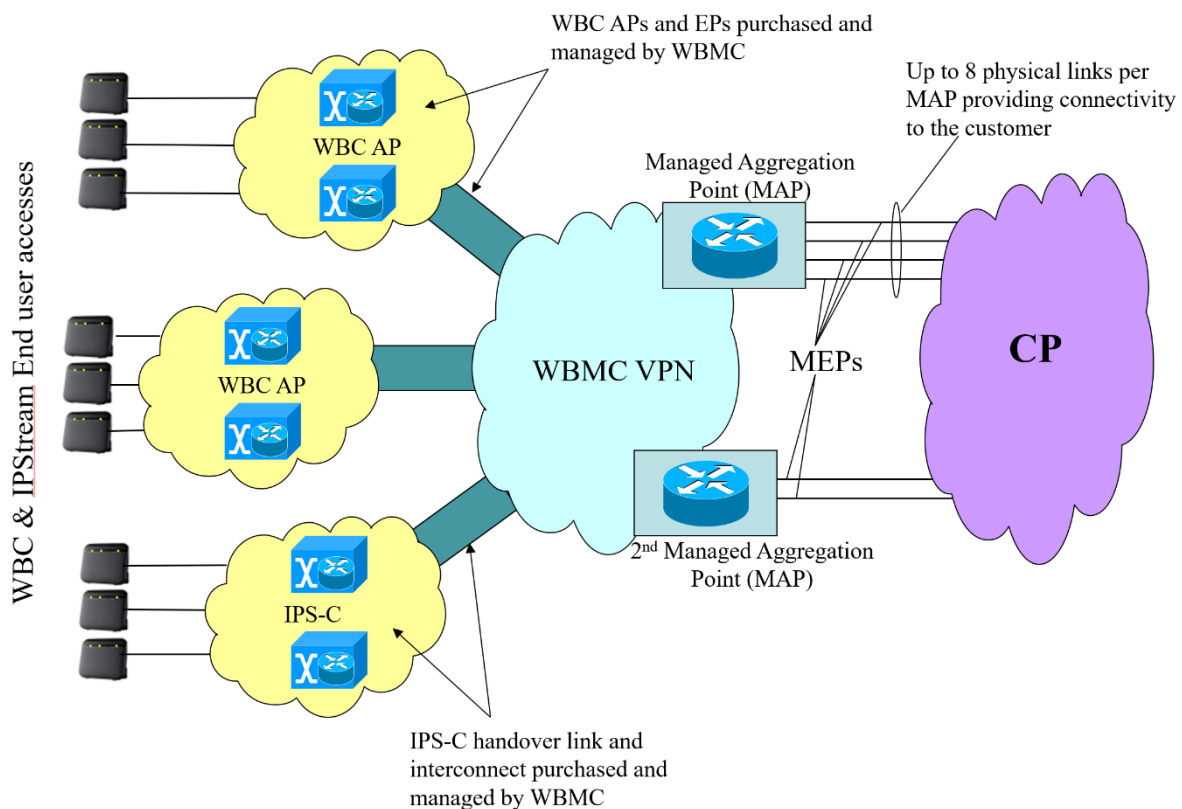 WBC APs and EPs purchased and
managed by WBMC
Up to 8 physical links per
MAP providing connectivity
to the customer
WBC & IPStream End user accesses
WBC AP
Managed Aggregation
Point (MAP)
WBC AP
WBMC VPN
MEPs
CP
2nd Managed Aggregation
Point (MAP)
IPS-C
IPS-C handover link and
interconnect purchased and
managed by WBMC